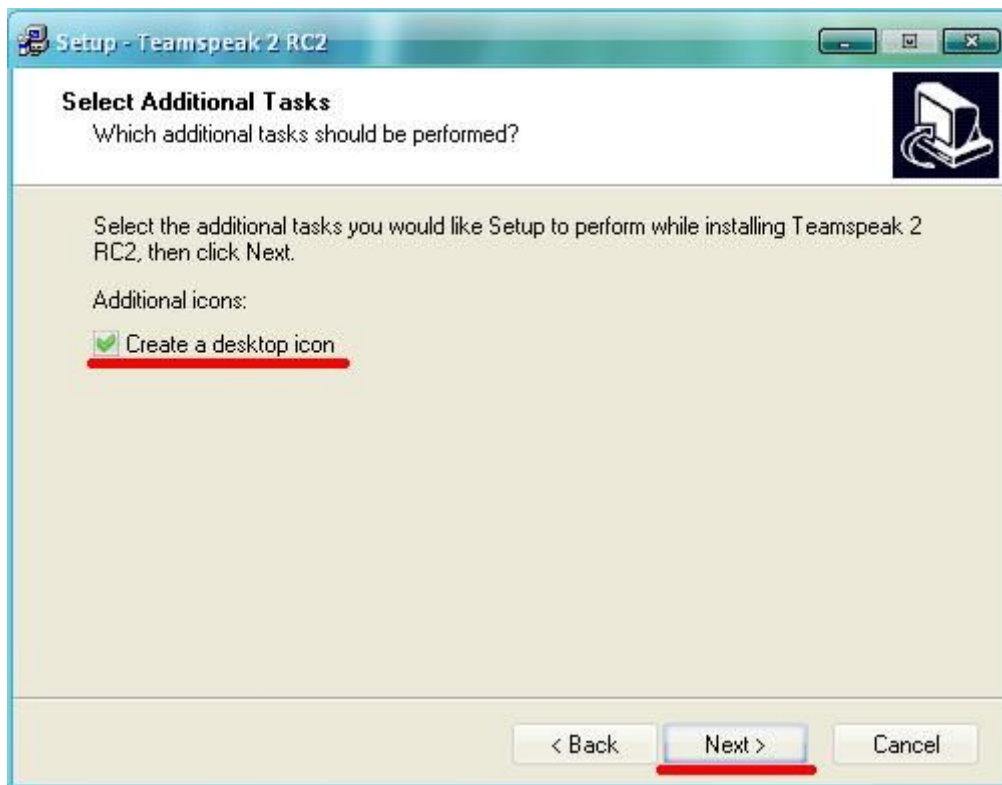 Setup - Teamspeak 2 RC2
Select Additional Tasks
Which additional tasks should be performed?
Select the additional tasks you would like Setup to perform while installing Teamspeak 2
RC2, then click Next.
Additional icons:
Create a desktop icon
< Back Next > Cancel